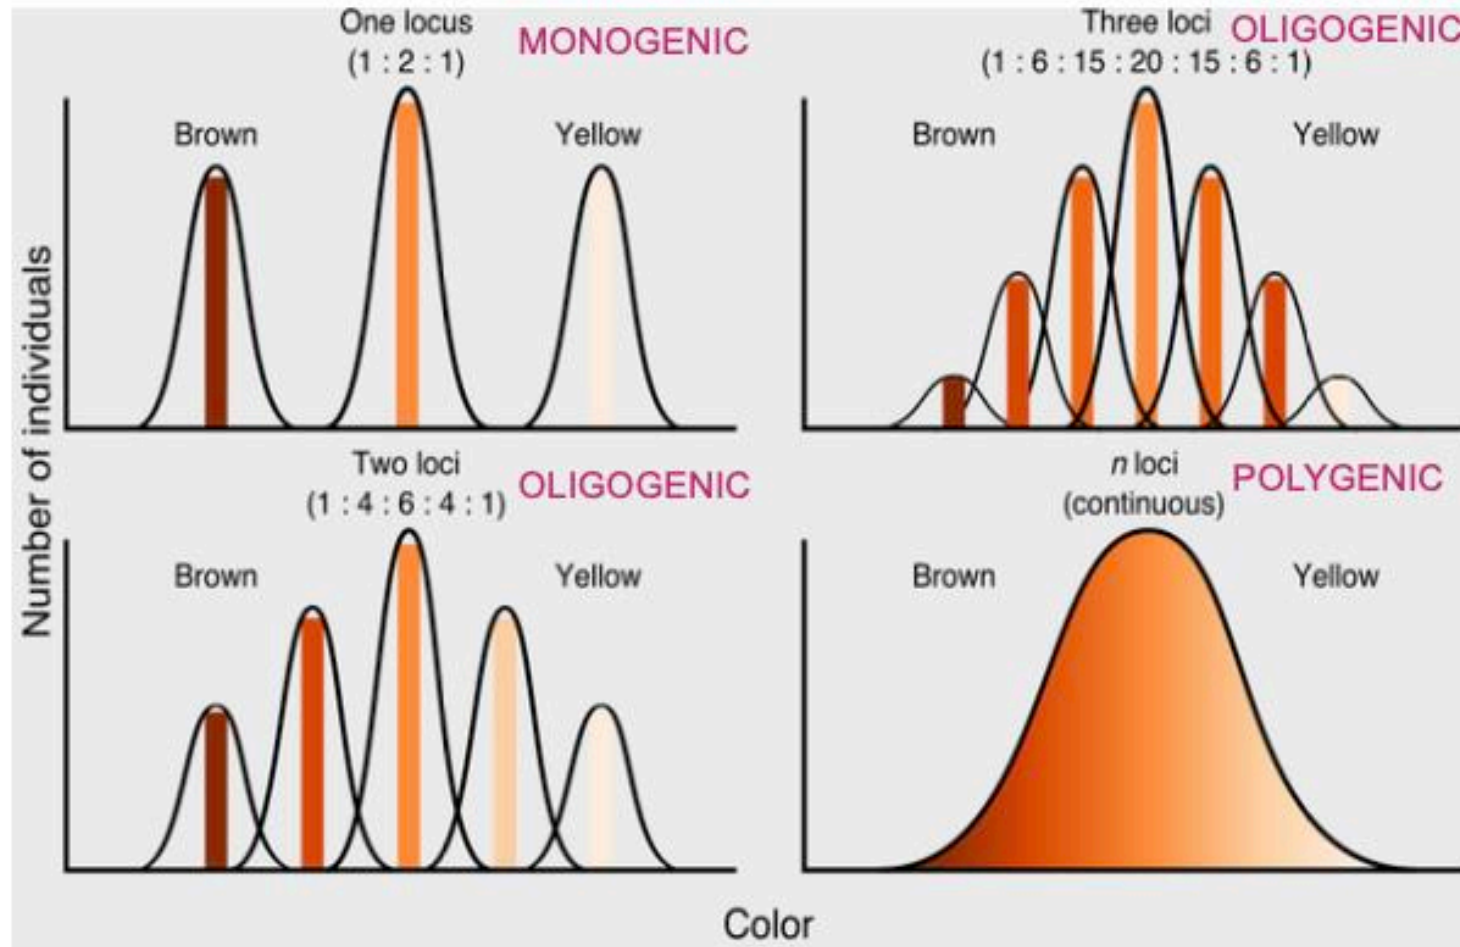 One locus
(1 : 2 : 1)
MONOGENIC
Brown
Yellow
Three loci
(1 : 6 : 15 : 20 : 15 : 6 : 1)
OLIGOGENIC
Brown
Yellow
Number of individuals
Two loci
(1 : 4 : 6 : 4 : 1)
OLIGOGENIC
Brown
Yellow
n loci
(continuous)
POLYGENIC
Brown
Yellow
Color